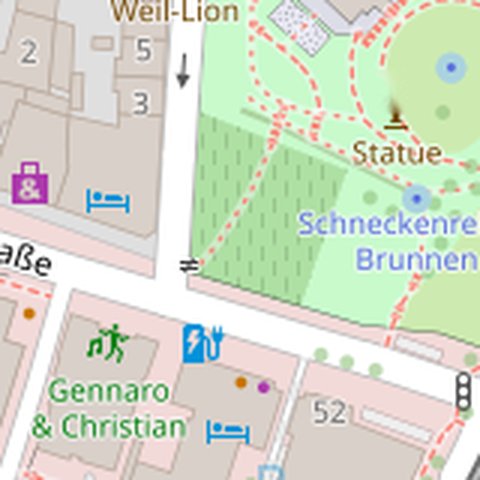 Weil-Lion
2
5
3
&
Statue
Schneckenre
Brunnen
aße
Gennaro
& Christian
52